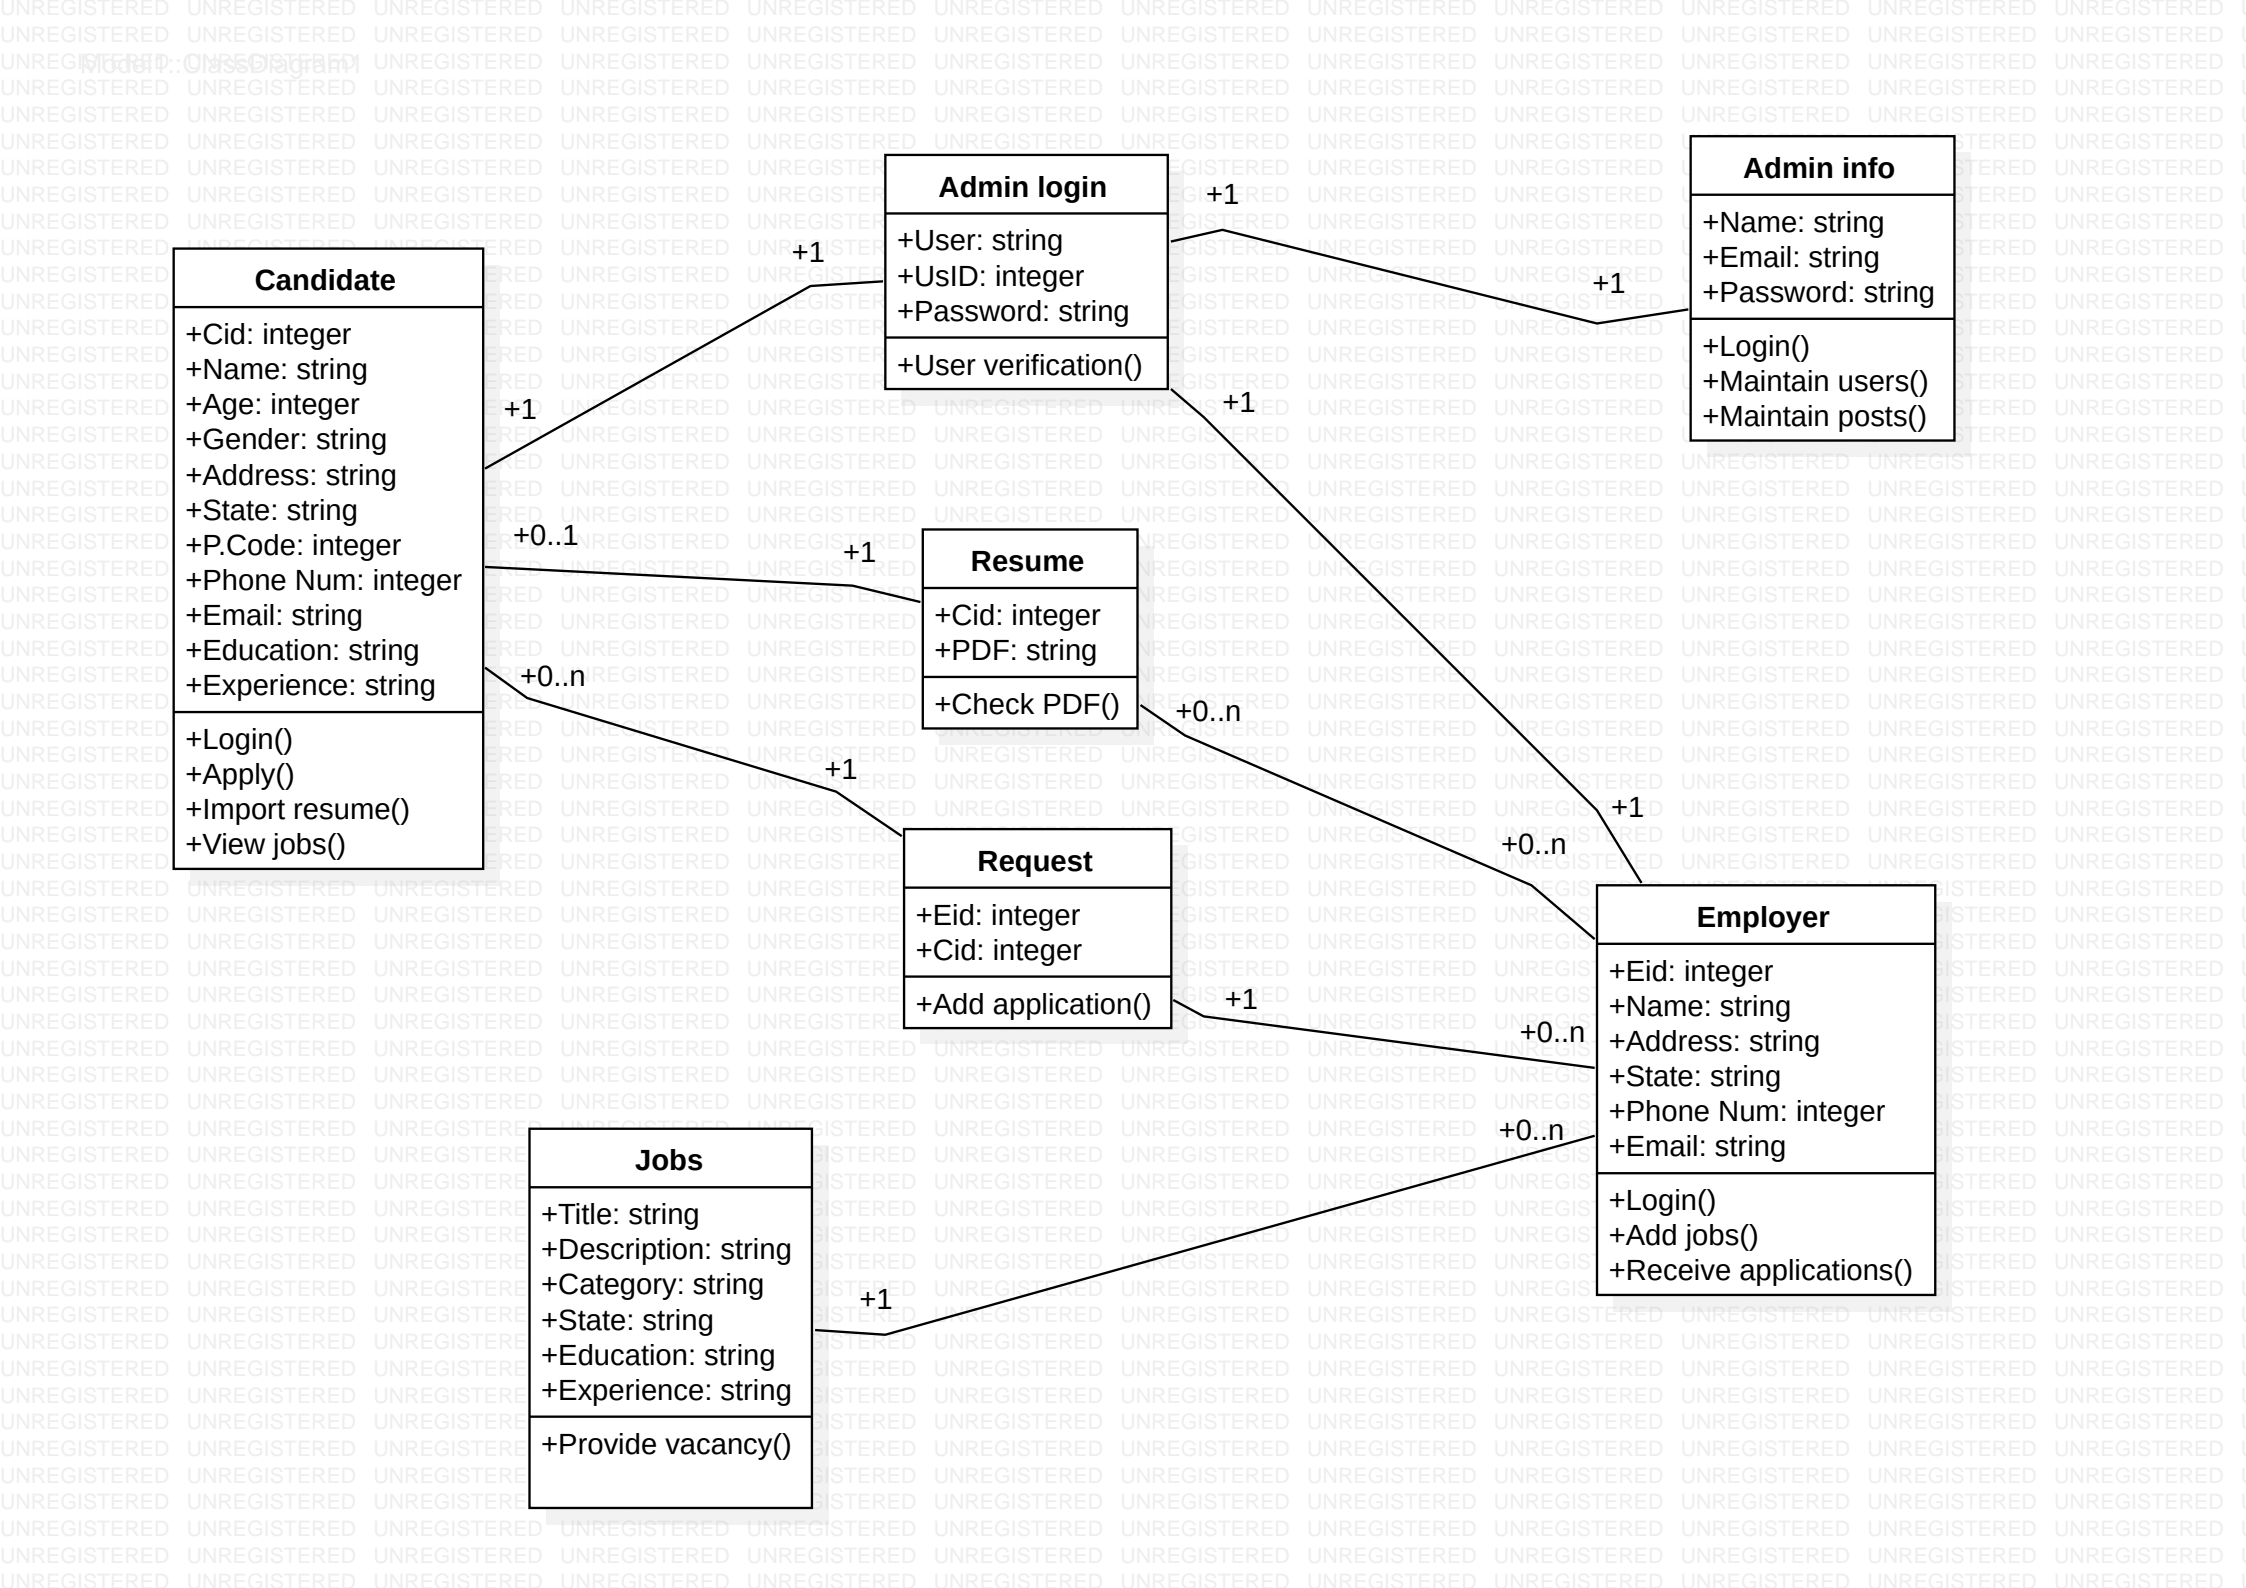 Model1::ClassDiagram1
Candidate
+Cid: integer
+Name: string
+Age: integer
+Gender: string
+Address: string
+State: string
+P.Code: integer
+Phone Num: integer
+Email: string
+Education: string
+Experience: string
+Login()
+Apply()
+Import resume()
+View jobs()
+1
+1
+0..1
+1
+0..n
+1
Admin login
+User: string
+UsID: integer
+Password: string
+User verification()
+1
+1
+1
+1
Admin info
+Name: string
+Email: string
+Password: string
+Login()
+Maintain users()
+Maintain posts()
Resume
+Cid: integer
+PDF: string
+Check PDF()
+0..n
+0..n
Request
+Eid: integer
+Cid: integer
+Add application()
+1
+0..n
Employer
+Eid: integer
+Name: string
+Address: string
+State: string
+Phone Num: integer
+Email: string
+Login()
+Add jobs()
+Receive applications()
Jobs
+Title: string
+Description: string
+Category: string
+State: string
+Education: string
+Experience: string
+Provide vacancy()
+1
+0..n
UNREGISTERED